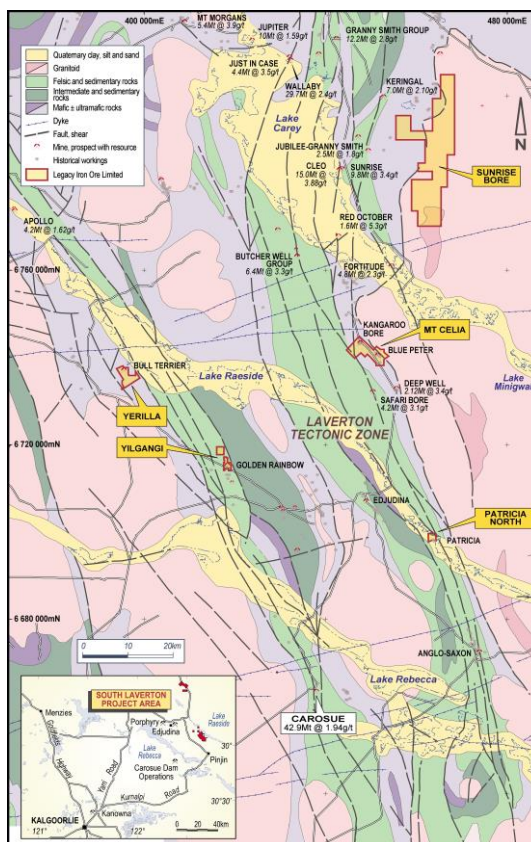 400 000mE
480 000mE
MT MORGANS
5.4Mt @ 3.9g/t
JUPITER
10Mt @ 1.59g/t
GRANNY SMITH GROUP
12.2Mt @ 2.8g/t
JUST IN CASE
4.4Mt @ 3.5g/t
WALLABY
29.7Mt @ 2.4g/t
KERINGAL
7.0Mt @ 2.10g/t
Quaternary clay, silt and sand
Granitoid
Felsic and sedimentary rocks
Intermediate and sedimentary
rocks
Mafic ± ultramafic rocks
Dyke
Fault, shear
Mine, prospect with resource
Historical workings
Legacy Iron Ore Limited
Lake
Carey
N
JUBILEE-GRANNY SMITH
2.5Mt @ 1.8g/t
CLEO
15.0Mt @
3.88g/t
SUNRISE
9.8Mt @ 3.4g/t
SUNRISE
BORE
APOLLO
4.2Mt @ 1.62g/t
RED OCTOBER
1.6Mt @ 5.3g/t
BUTCHER WELL
GROUP
6.4Mt @ 3.3g/t
6 760 000mN
FORTITUDE
4.8Mt @ 2.3g/t
KANGAROO
BORE
MT CELIA
BLUE PETER
BULL TERRIER
Lake Raeside
Lake
Minigwal
DEEP WELL
2.12Mt @ 3.4g/t
SAFARI BORE
4.2Mt @ 3.1g/t
YERILLA
LAVERTON
TECTONIC ZONE
6 720 000mN
YILGANGI
GOLDEN RAINBOW
EDJUDINA
PATRICIA
NORTH
PATRICIA
6 680 000mN
0
10
20km
ANGLO-SAXON
Lake Rebecca
CAROSUE
42.9Mt @ 1.94g/t
SOUTH LAVERTON
PROJECT AREA
Menzies
Porphyry
Edjudina
Lake
Raeside
Goldfields
Highway
Yarri
Road
Lake
Rebecca
30°
Pinjin
Carosue Dam
Operations
Kurnalpi
Road
30°30'
Kanowna
KALGOORLIE
121°
122°
0
40km